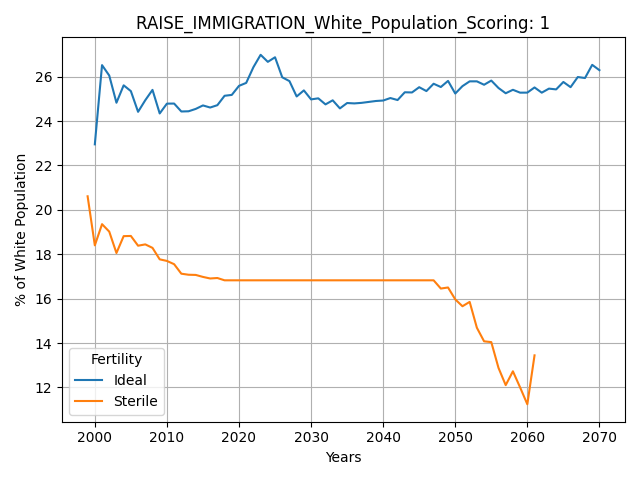 RAISE_IMMIGRATION_White_Population_Scoring: 1
% of White Population
26
24
22
20
18
16
14
12
Fertility
Ideal
Sterile
2000 2010 2020 2030 2040 2050 2060 2070
Years